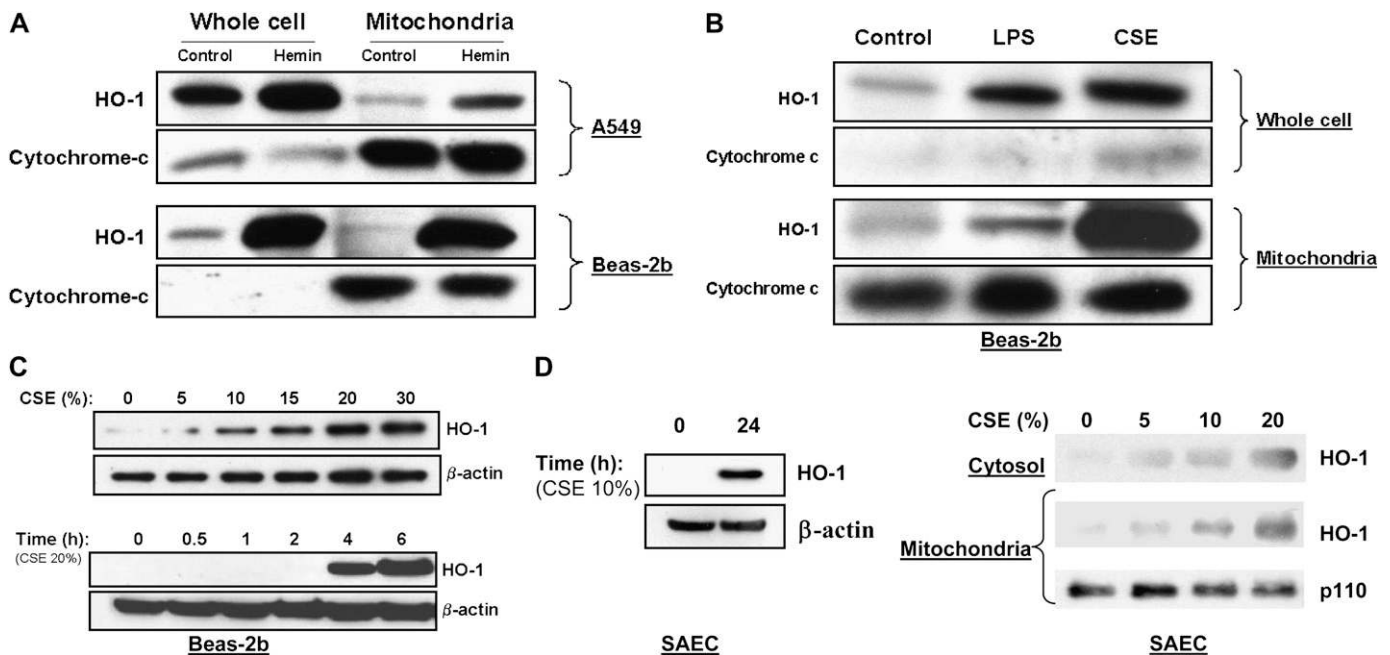 A
Whole cell Mitochondria
Control Hemin Control Hemin
HO-1
Cytochrome-c
A549
HO-1
Cytochrome-c
Beas-2b
B
Control LPS CSE
HO-1
Cytochrome c
Whole cell
HO-1
Cytochrome c
Mitochondria
Beas-2b
C
CSE (%): 0 5 10 15 20 30
HO-1
β-actin
Time (h): 0 0.5 1 2 4 6
(CSE 20%)
HO-1
β-actin
Beas-2b
D
0 24
Time (h):
(CSE 10%)
HO-1
β-actin
SAEC
CSE (%) 0 5 10 20
Cytosol HO-1
Mitochondria HO-1
p110
SAEC